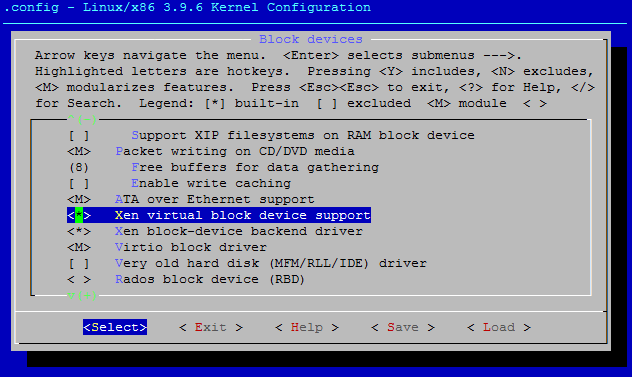 .config - Linux/x86 3.9.6 Kernel Configuration
Block devices
Arrow keys navigate the menu.  <Enter> selects submenus --->.
Highlighted letters are hotkeys.  Pressing <Y> includes, <N> excludes,
<M> modularizes features.  Press <Esc><Esc> to exit, <?> for Help, </>
for Search.  Legend: [*] built-in  [ ] excluded  <M> module  < >
^(-)
[ ]     Support XIP filesystems on RAM block device
<M>   Packet writing on CD/DVD media
(8)     Free buffers for data gathering
[ ]     Enable write caching
<M>   ATA over Ethernet support
<*>   Xen virtual block device support
<*>   Xen block-device backend driver
<M>   Virtio block driver
[ ]   Very old hard disk (MFM/RLL/IDE) driver
< >   Rados block device (RBD)
v(+)
<Select>    < Exit >    < Help >    < Save >    < Load >